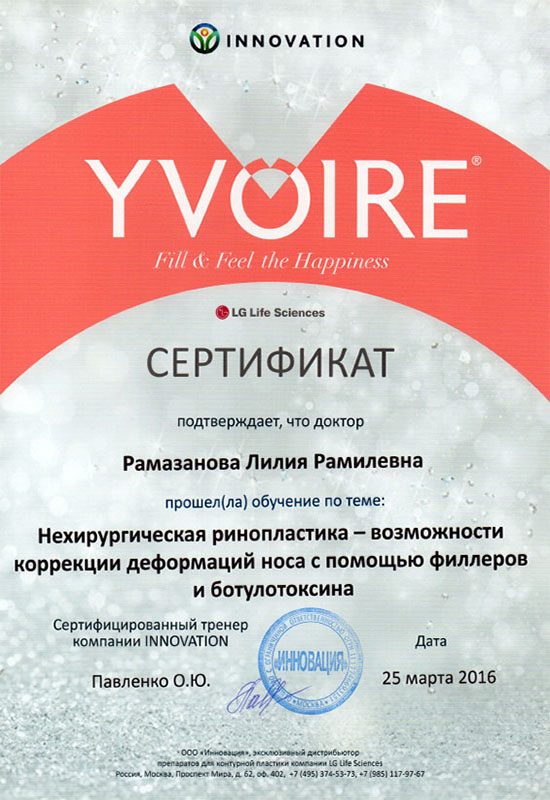 INNOVATION
YVOIRE®
Fill & Feel the Happiness
LG Life Sciences
СЕРТИФИКАТ
подтверждает, что доктор
Рамазанова Лилия Рамилевна
прошел(ла) обучение по теме:
Нехирургическая ринопластика – возможности
коррекции деформаций носа с помощью филлеров
и ботулотоксина
Сертифицированный тренер
компании INNOVATION
Дата
Павленко О.Ю.
«ИННОВАЦИЯ»
МОСКВА
25 марта 2016
ООО «Инновация», эксклюзивный дистрибьютор
препаратов для контурной пластики компании LG Life Sciences
Россия, Москва, Проспект Мира, д. 62, оф. 402, +7 (495) 374-53-73, +7 (985) 117-97-67